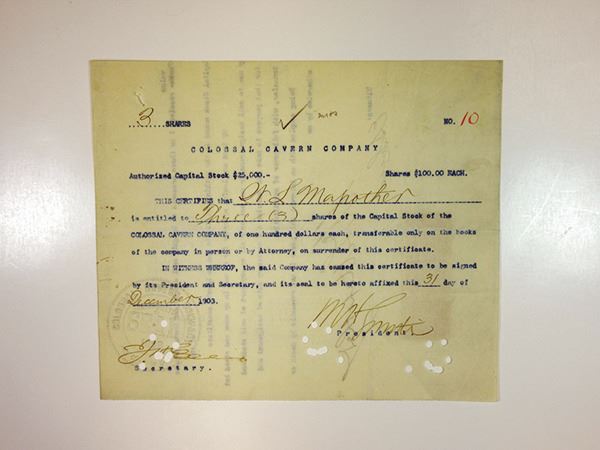 3 SHARES NO. 10
COLOSSAL CAVERN COMPANY
Authorized Capital Stock $25,000.- Shares $100.00 EACH.
THIS CERTIFIES that W L Mapother
is entitled to Three (3) shares of the Capital Stock of the
COLOSSAL CAVERN COMPANY, of one hundred dollars each, transferable only on the books
of the company in person or by Attorney, on surrender of this certificate.
IN WITNESS WHEREOF, the said Company has caused this certificate to be signed
by its President and Secretary, and its seal to be hereto affixed this 31 day of
December 1903.
President
Secretary.